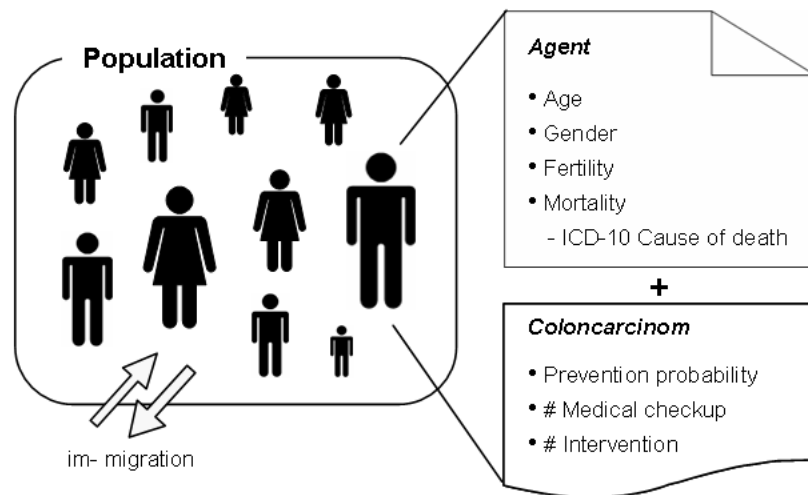 Population
im- migration
Agent
• Age
• Gender
• Fertility
• Mortality
- ICD-10 Cause of death
+
Coloncarcinom
• Prevention probability
• # Medical checkup
• # Intervention